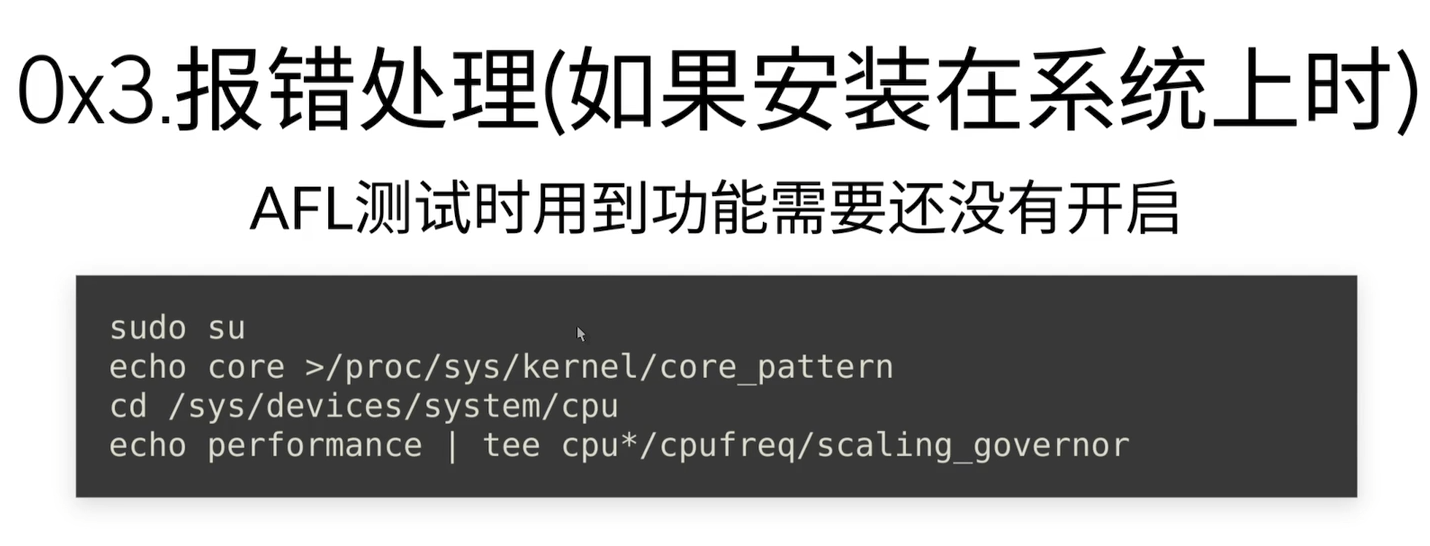 0x3.报错处理(如果安装在系统上时)
AFL测试时用到功能需要还没有开启
sudo su
echo core >/proc/sys/kernel/core_pattern
cd /sys/devices/system/cpu
echo performance | tee cpu*/cpufreq/scaling_governor